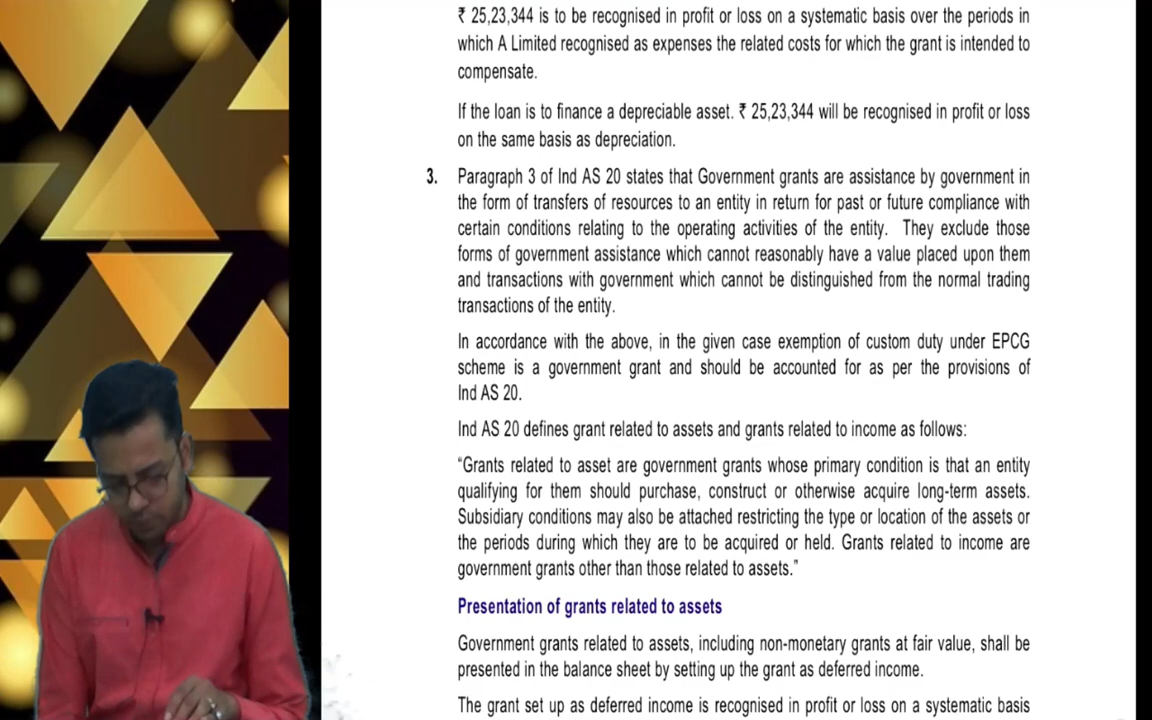 ₹ 25,23,344 is to be recognised in profit or loss on a systematic basis over the periods in
which A Limited recognised as expenses the related costs for which the grant is intended to
compensate.
If the loan is to finance a depreciable asset. ₹ 25,23,344 will be recognised in profit or loss
on the same basis as depreciation.
3. Paragraph 3 of Ind AS 20 states that Government grants are assistance by government in
the form of transfers of resources to an entity in return for past or future compliance with
certain conditions relating to the operating activities of the entity. They exclude those
forms of government assistance which cannot reasonably have a value placed upon them
and transactions with government which cannot be distinguished from the normal trading
transactions of the entity.
In accordance with the above, in the given case exemption of custom duty under EPCG
scheme is a government grant and should be accounted for as per the provisions of
Ind AS 20.
Ind AS 20 defines grant related to assets and grants related to income as follows:
“Grants related to asset are government grants whose primary condition is that an entity
qualifying for them should purchase, construct or otherwise acquire long-term assets.
Subsidiary conditions may also be attached restricting the type or location of the assets or
the periods during which they are to be acquired or held. Grants related to income are
government grants other than those related to assets.”
Presentation of grants related to assets
Government grants related to assets, including non-monetary grants at fair value, shall be
presented in the balance sheet by setting up the grant as deferred income.
The grant set up as deferred income is recognised in profit or loss on a systematic basis